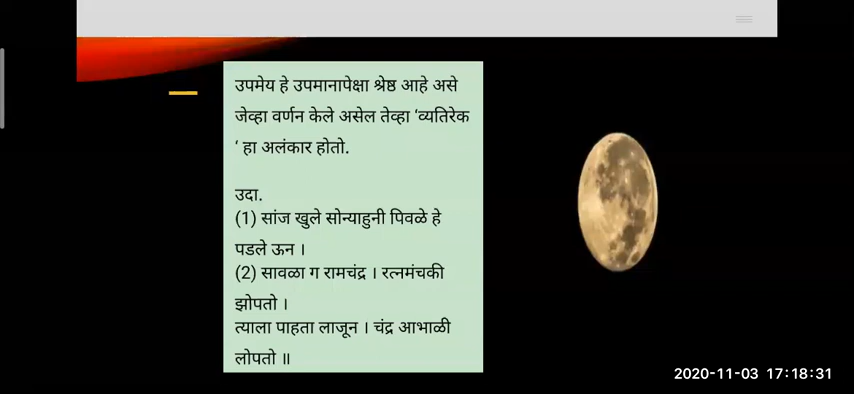 उपमेय हे उपमानापेक्षा श्रेष्ठ आहे असे
जेव्हा वर्णन केले असेल तेव्हा ‘व्यतिरेक
‘ हा अलंकार होतो.
उदा.
(1) सांज खुले सोन्याहुनी पिवळे हे
पडले ऊन ।
(2) सावळा ग रामचंद्र । रत्नमंचकी
झोपतो ।
त्याला पाहता लाजून । चंद्र आभाळी
लोपतो ॥
2020-11-03 17:18:31